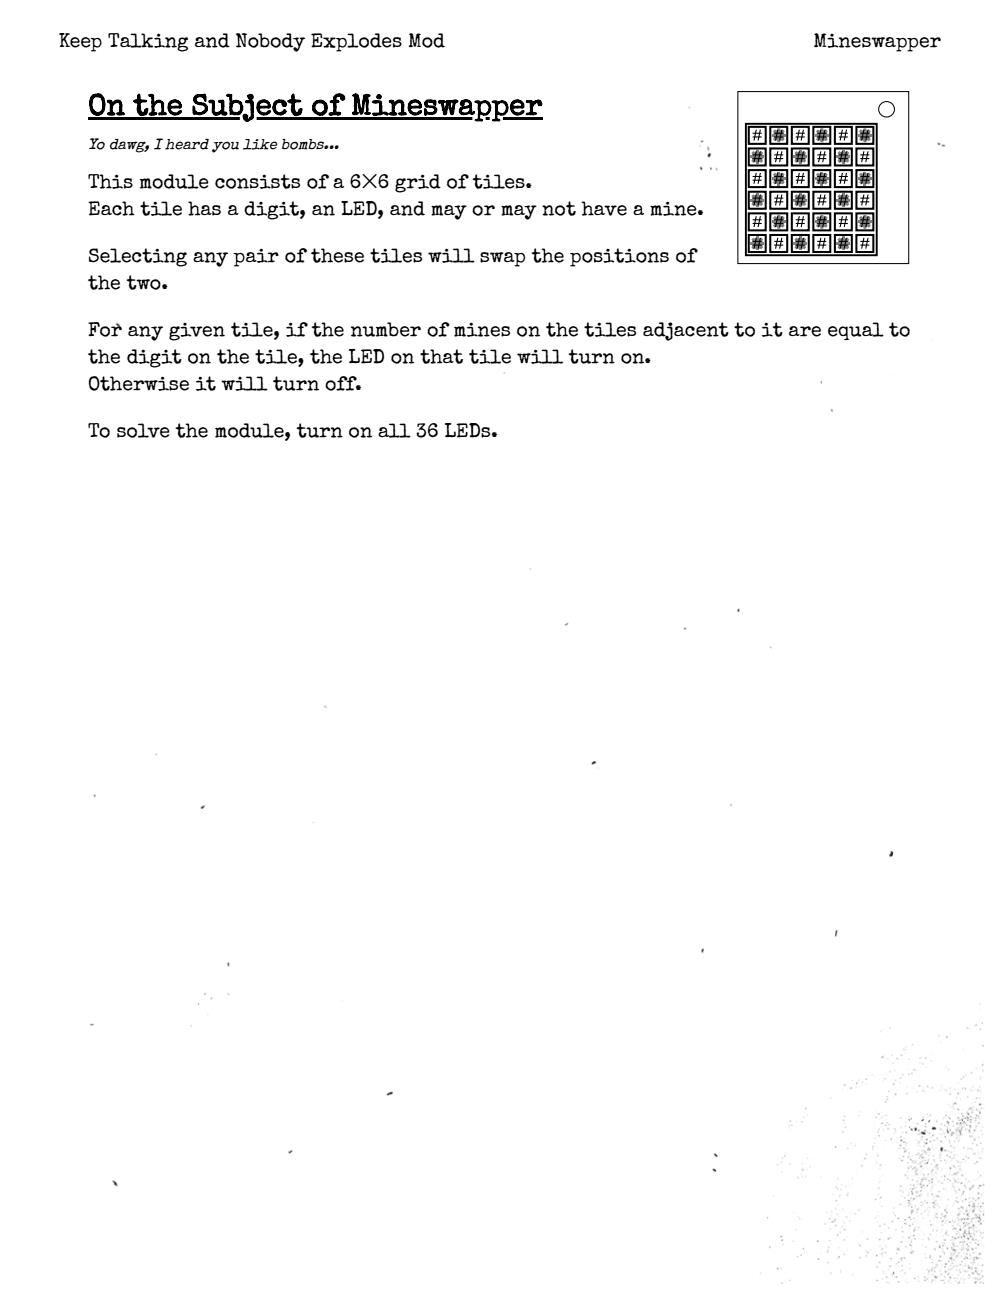 Keep Talking and Nobody Explodes Mod
Mineswapper
On the Subject of Mineswapper
Yo dawg, I heard you like bombs...
This module consists of a 6×6 grid of tiles.
Each tile has a digit, an LED, and may or may not have a mine.
Selecting any pair of these tiles will swap the positions of
the two.
For any given tile, if the number of mines on the tiles adjacent to it are equal to
the digit on the tile, the LED on that tile will turn on.
Otherwise it will turn off.
To solve the module, turn on all 36 LEDs.
# # # # # #
# # # # # #
# # # # # #
# # # # # #
# # # # # #
# # # # # #